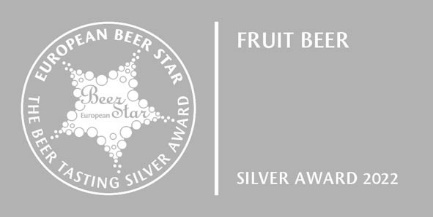 EUROPEAN BEER STAR
Beer
European Star
THE BEER TASTING SILVER AWARD
FRUIT BEER
SILVER AWARD 2022